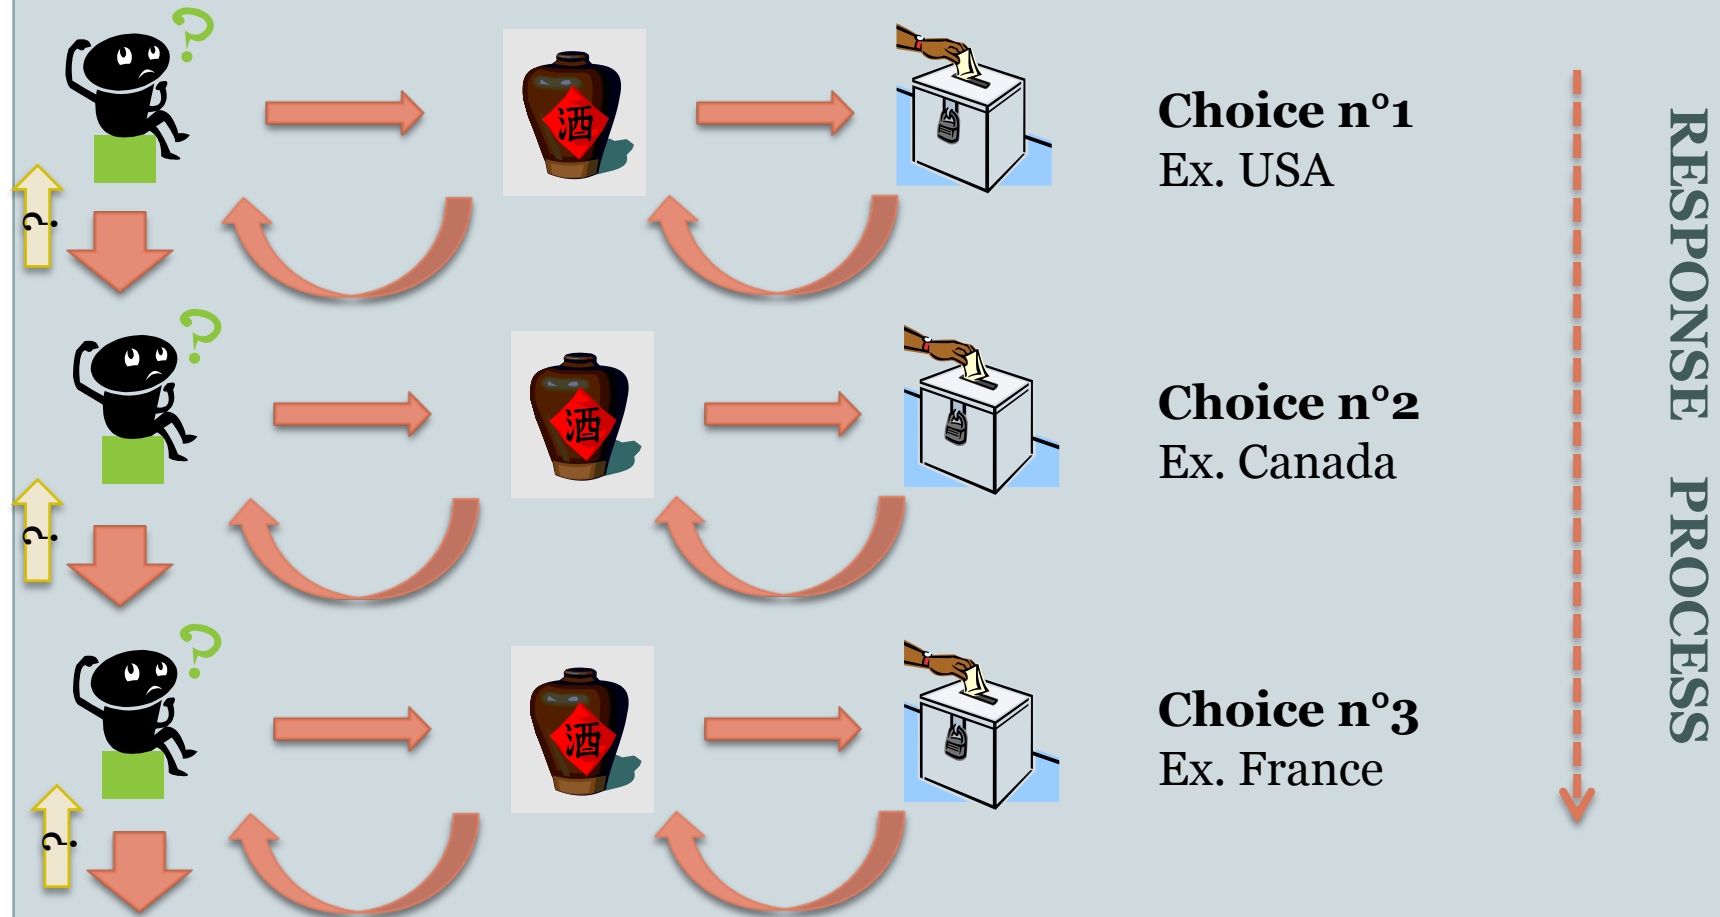 ?
酒
Choice n°1
Ex. USA
?
?
酒
Choice n°2
Ex. Canada
?
?
酒
Choice n°3
Ex. France
?
RESPONSE PROCESS